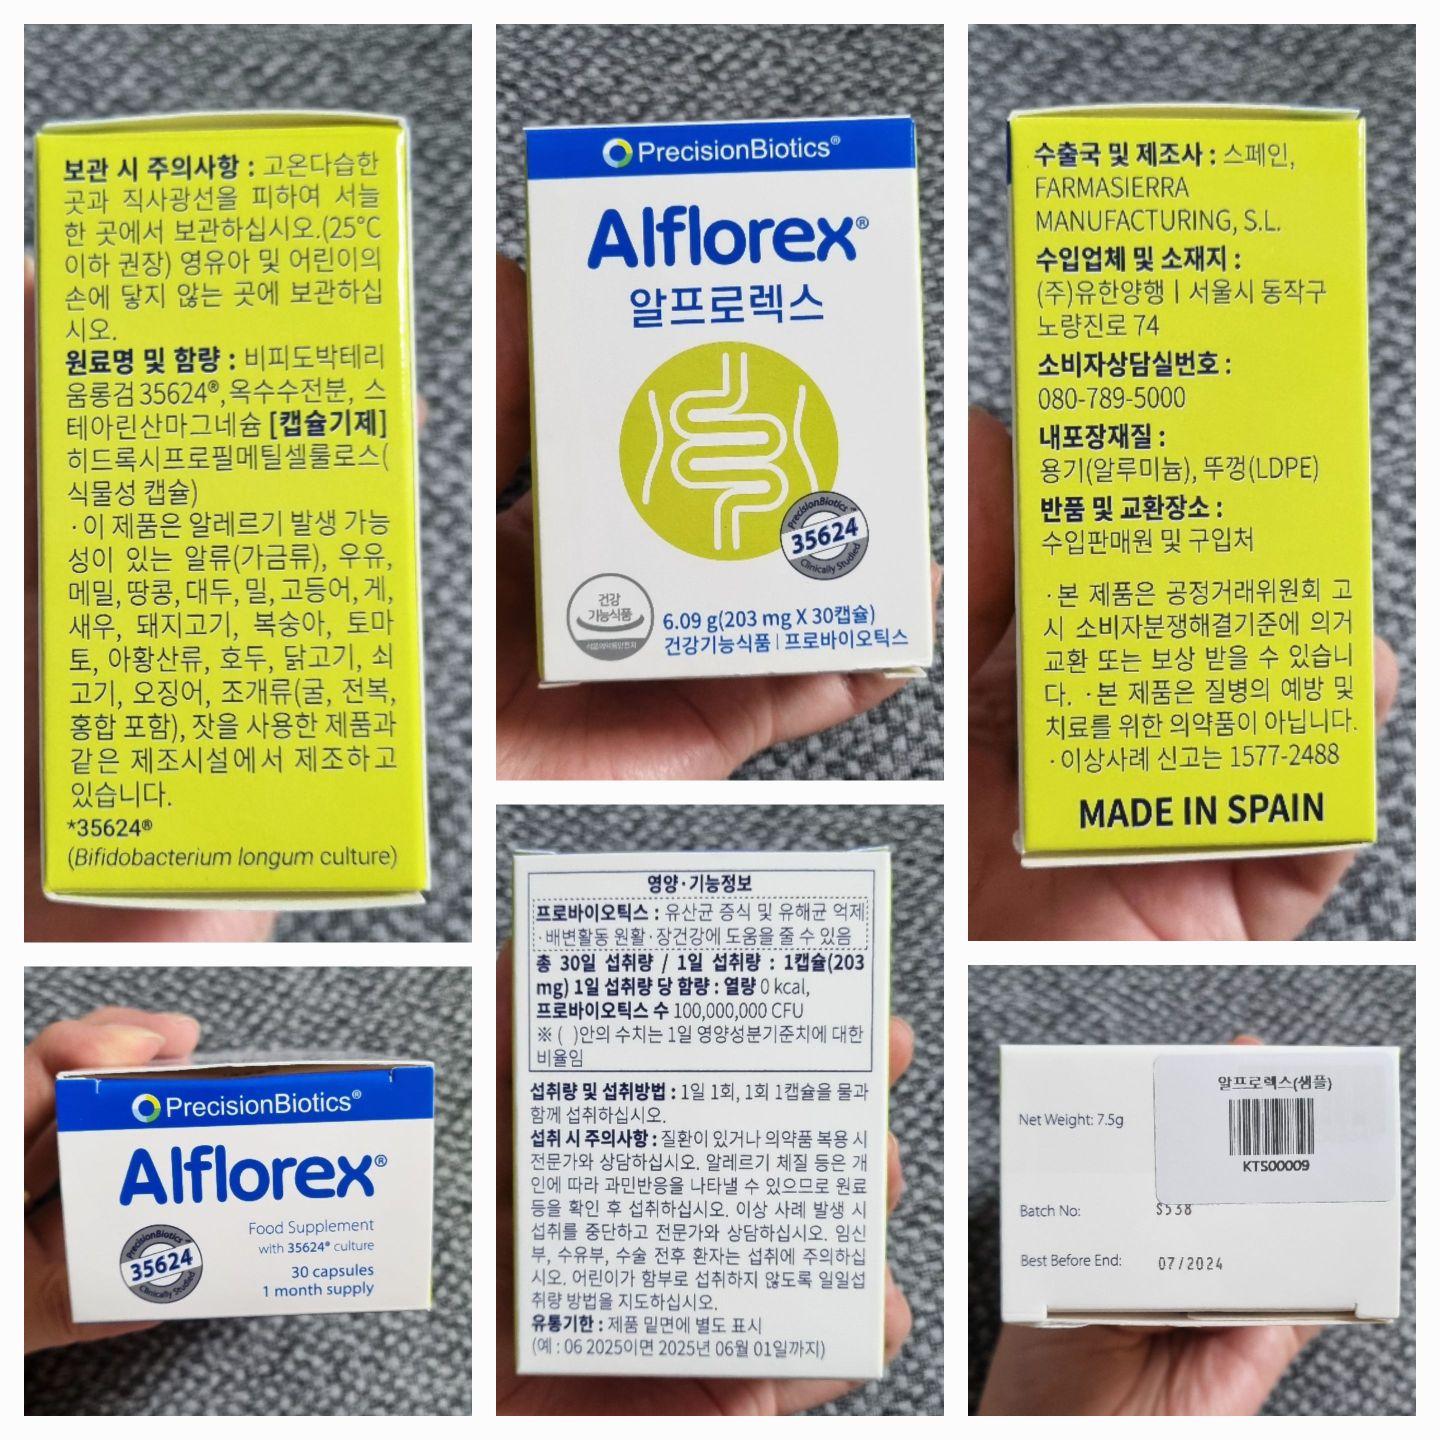 보관 시 주의사항 : 고온다습한
곳과 직사광선을 피하여 서늘
한 곳에서 보관하십시오.(25°C
이하 권장) 영유아 및 어린이의
손에 닿지 않는 곳에 보관하십
시오.
원료명 및 함량 : 비피도박테리
움롱검 35624®, 옥수수전분, 스
테아린산마그네슘 [캡슐기제]
히드록시프로필메틸셀룰로스(
식물성 캡슐)
· 이 제품은 알레르기 발생 가능
성이 있는 알류(가금류), 우유,
메밀, 땅콩, 대두, 밀, 고등어, 게,
새우, 돼지고기, 복숭아, 토마
토, 아황산류, 호두, 닭고기, 쇠
고기, 오징어, 조개류(굴, 전복,
홍합 포함), 잣을 사용한 제품과
같은 제조시설에서 제조하고
있습니다.
*35624®
(Bifidobacterium longum culture)
PrecisionBiotics®
Alflorex®
알프로렉스
PrecisionBiotics™
35624
Clinically Studied
건강
기능식품
식품의약품안전처
6.09 g(203 mg X 30캡슐)
건강기능식품 | 프로바이오틱스
수출국 및 제조사 : 스페인,
FARMASIERRA
MANUFACTURING, S.L.
수입업체 및 소재지 :
(주)유한양행 | 서울시 동작구
노량진로 74
소비자상담실번호 :
080-789-5000
내포장재질 :
용기(알루미늄), 뚜껑(LDPE)
반품 및 교환장소 :
수입판매원 및 구입처
· 본 제품은 공정거래위원회 고
시 소비자분쟁해결기준에 의거
교환 또는 보상 받을 수 있습니
다. · 본 제품은 질병의 예방 및
치료를 위한 의약품이 아닙니다.
· 이상사례 신고는 1577-2488
MADE IN SPAIN
PrecisionBiotics®
Alflorex®
PrecisionBiotics™
35624
Clinically Studied
Food Supplement
with 35624® culture
30 capsules
1 month supply
영양·기능정보
프로바이오틱스 : 유산균 증식 및 유해균 억제
· 배변활동 원활 · 장건강에 도움을 줄 수 있음
총 30일 섭취량 / 1일 섭취량 : 1캡슐(203
mg) 1일 섭취량 당 함량 : 열량 0 kcal,
프로바이오틱스 수 100,000,000 CFU
※ ( )안의 수치는 1일 영양성분기준치에 대한
비율임
섭취량 및 섭취방법 : 1일 1회, 1회 1캡슐을 물과
함께 섭취하십시오.
섭취 시 주의사항 : 질환이 있거나 의약품 복용 시
전문가와 상담하십시오. 알레르기 체질 등은 개
인에 따라 과민반응을 나타낼 수 있으므로 원료
등을 확인 후 섭취하십시오. 이상 사례 발생 시
섭취를 중단하고 전문가와 상담하십시오. 임신
부, 수유부, 수술 전후 환자는 섭취에 주의하십
시오. 어린이가 함부로 섭취하지 않도록 일일섭
취량 방법을 지도하십시오.
유통기한 : 제품 밑면에 별도 표시
(예 : 06 2025이면 2025년 06월 01일까지)
알프로렉스(샘플)
KTS00009
Net Weight: 7.5g
Batch No: S538
Best Before End: 07/2024